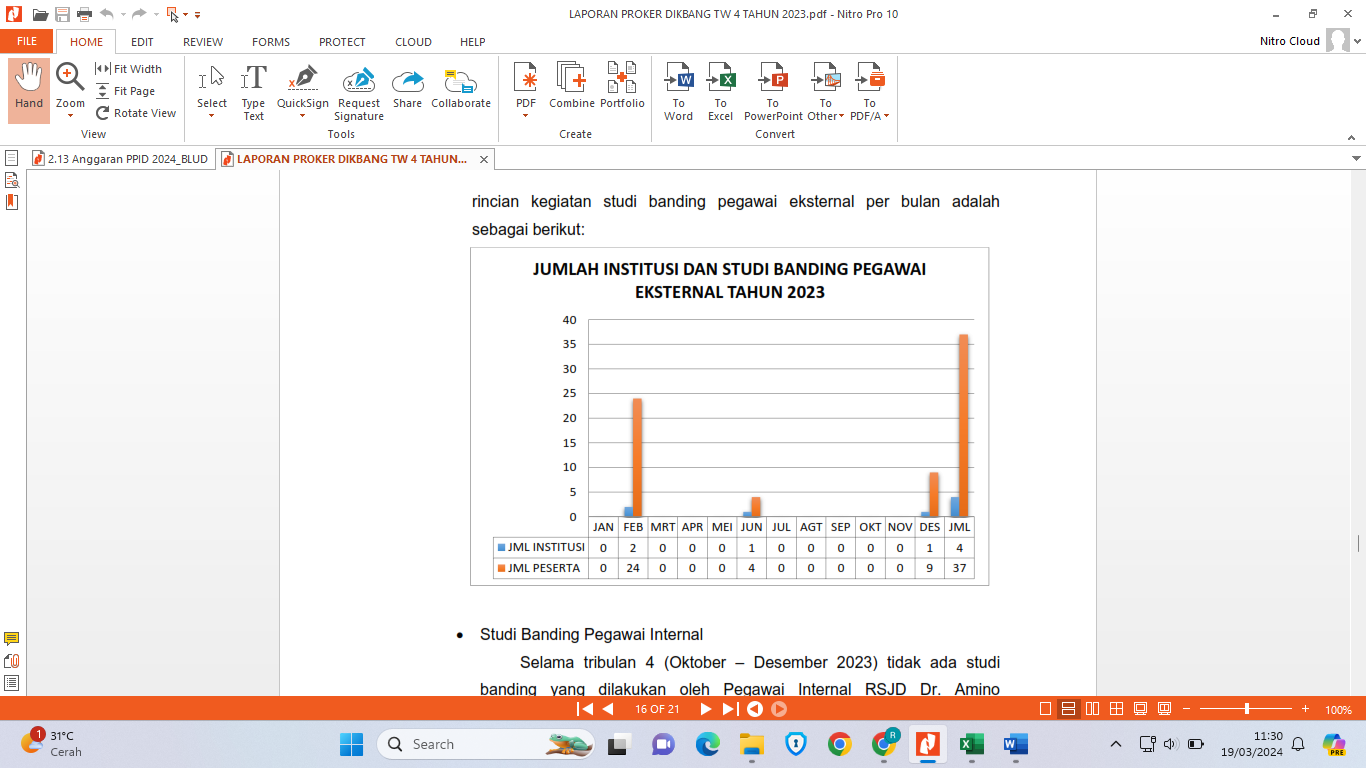 LAPORAN PROKER DIKBANG TW 4 TAHUN 2023.pdf - Nitro Pro 10
FILE HOME EDIT REVIEW FORMS PROTECT CLOUD HELP Nitro Cloud
Hand
Zoom
Fit Width
Fit Page
Rotate View
View
Select
Type Text
QuickSign
Request Signature
Share
Collaborate
Tools
PDF
Combine
Portfolio
Create
To Word
To Excel
To PowerPoint
To Other
To PDF/A
Convert
2.13 Anggaran PPID 2024_BLUD
LAPORAN PROKER DIKBANG TW 4 TAHUN...
rincian kegiatan studi banding pegawai eksternal per bulan adalah
sebagai berikut:
JUMLAH INSTITUSI DAN STUDI BANDING PEGAWAI
EKSTERNAL TAHUN 2023
40
35
30
25
20
15
10
5
0
JAN FEB MRT APR MEI JUN JUL AGT SEP OKT NOV DES JML
JML INSTITUSI 0 2 0 0 0 1 0 0 0 0 0 1 4
JML PESERTA 0 24 0 0 0 4 0 0 0 0 0 9 37
• Studi Banding Pegawai Internal
Selama tribulan 4 (Oktober – Desember 2023) tidak ada studi
banding yang dilakukan oleh Pegawai Internal RSJD Dr. Amino
16 OF 21
100%
1
31°C
Cerah
Search
R
PRE
11:30
19/03/2024